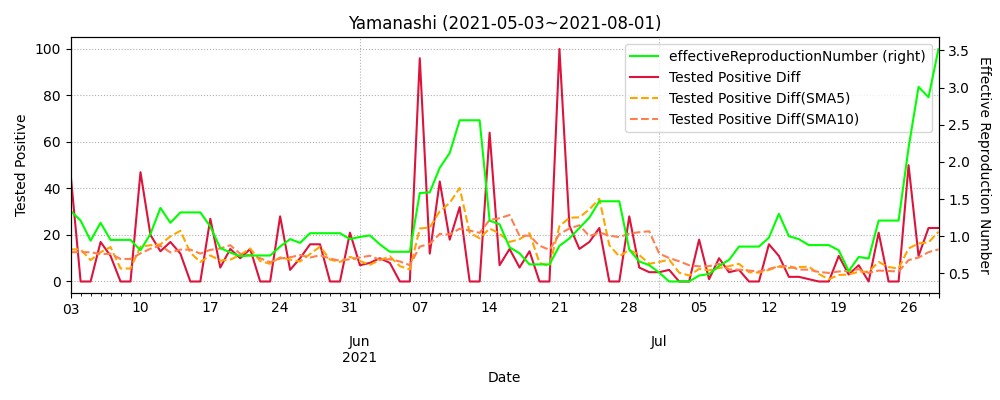 Yamanashi (2021-05-03~2021-08-01)
Tested Positive
100
80
60
40
20
0
effectiveReproductionNumber (right)
Tested Positive Diff
Tested Positive Diff(SMA5)
Tested Positive Diff(SMA10)
3.5
3.0
2.5
2.0
1.5
1.0
0.5
Effective Reproduction Number
03 10 17 24 31 07 14 21 28 05 12 19 26
Jun Jul
2021
Date